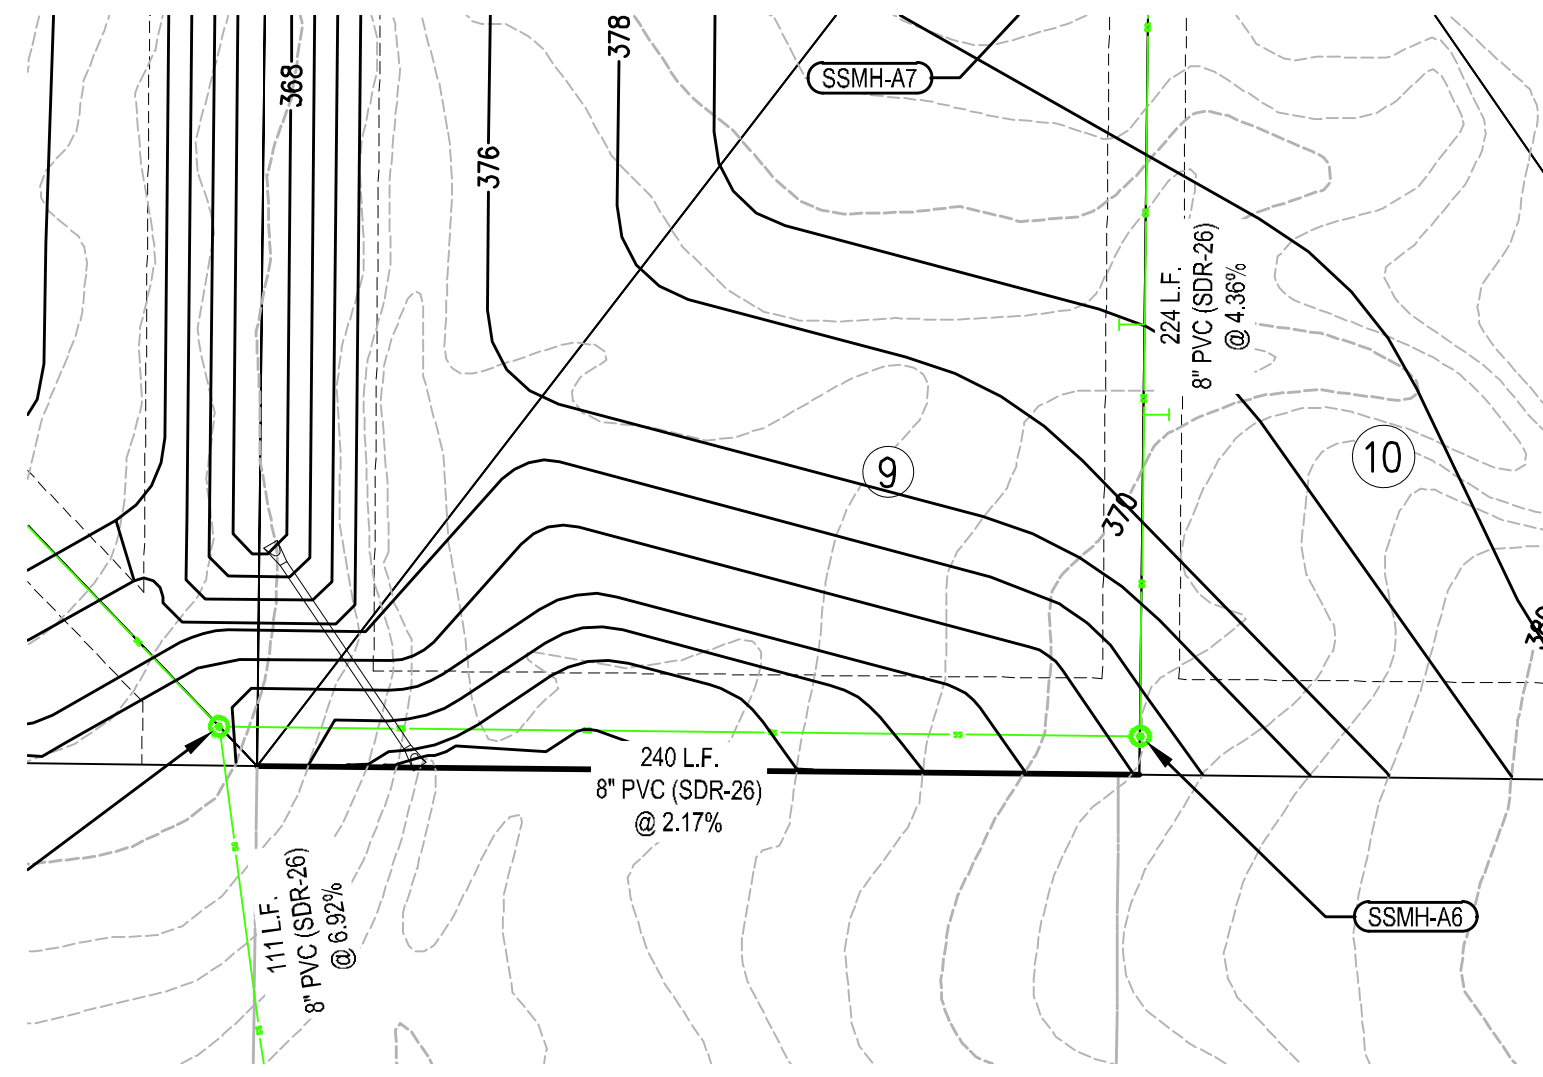 378
368
SSMH-A7
376
224 L.F.
8" PVC (SDR-26)
@ 4.36%
9
10
370
380
240 L.F.
8" PVC (SDR-26)
@ 2.17%
111 L.F.
8" PVC (SDR-26)
@ 6.92%
SSMH-A6